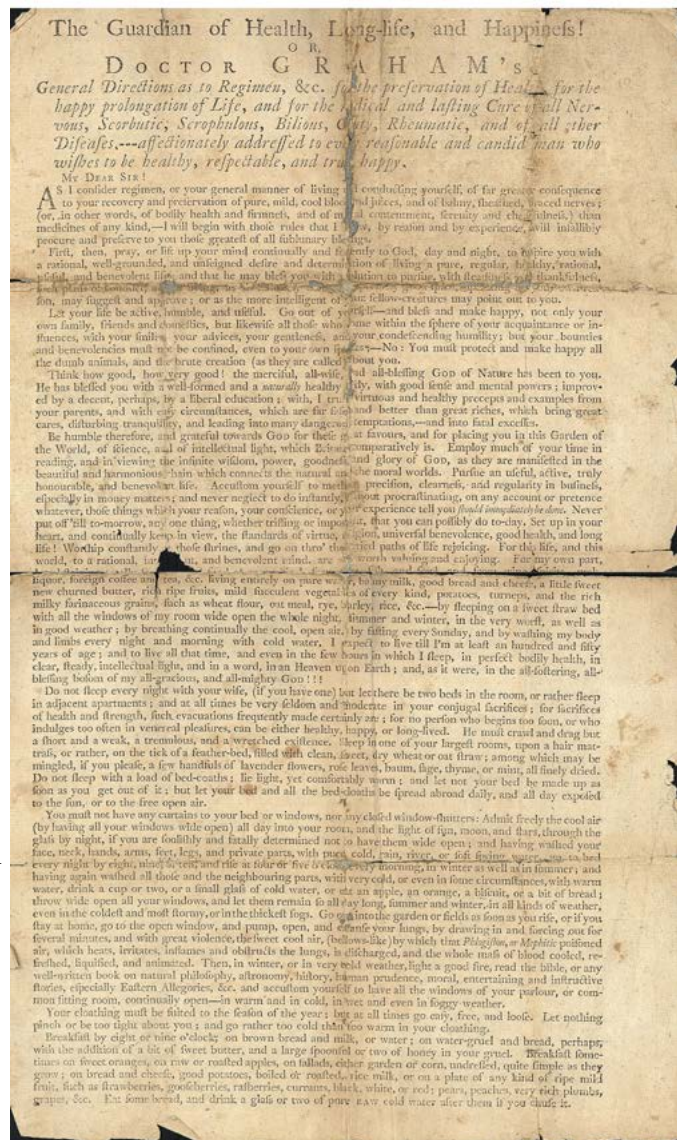 The Guardian of Health, Long-life, and Happiness!
OR,
DOCTOR GRAHAM's
General Directions as to Regimen, &c. for the preservation of Health, for the
happy prolongation of Life, and for the radical and lasting Cure of all Ner-
vous, Scorbutic, Scrophulous, Bilious, Gouty, Rheumatic, and of all other
Diseases.---affectionately addressed to every reasonable and candid man who
wishes to be healthy, respectable, and truly happy.
MY DEAR SIR!
AS I consider regimen, or your general manner of living and conducting yourself, of far greater consequence
to your recovery and preservation of pure, mild, cool blood and juices, and of balmy, sheathed, braced nerves;
(or, in other words, of bodily health and firmness, and of mental contentment, serenity and chearfulness,) than
medicines of any kind,—I will begin with those rules that I know, by reason and by experience, will infallibly
procure and preserve to you those greatest of all sublunary blessings.
First, then, pray, or lift up your mind continually and fervently to God, day and night, to inspire you with
a rational, well-grounded, and unfeigned desire and determination of living a pure, regular, healthy, rational,
useful, and benevolent life, and that he may bless you with resolution to pursue, with steadiness and thankfulness,
son, may suggest and approve; or as the more intelligent of your fellow-creatures may point out to you.
Let your life be active, humble, and useful. Go out of yourself—and bless and make happy, not only your
own family, friends and domestics, but likewise all those who come within the sphere of your acquaintance or in-
fluences, with your smiles, your advices, your gentleness, and your condescending humility; but your bounties
and benevolencies must not be confined, even to your own species—No: You must protect and make happy all
the dumb animals, and the brute creation (as they are called) about you.
Think how good, how very good! the merciful, all-wise, and all-blessing GOD of Nature has been to you.
He has blessed you with a well-formed and a naturally healthy body, with good sense and mental powers; improv-
ed by a decent, perhaps, by a liberal education; with, I trust, virtuous and healthy precepts and examples from
your parents, and with easy circumstances, which are far safer and better than great riches, which bring great
cares, disturbing tranquillity, and leading into many dangerous temptations,—and into fatal excesses.
Be humble therefore, and grateful towards GOD for these great favours, and for placing you in this Garden of
the World, of science, and of intellectual light, which Britain comparatively is. Employ much of your time in
reading, and in viewing the infinite wisdom, power, goodness and glory of GOD, as they are manifested in the
beautiful and harmonious chain which connects the natural and the moral worlds. Pursue an useful, active, truly
honourable, and benevolent life. Accustom yourself to method, precision, clearness, and regularity in business,
especially in money matters; and never neglect to do instantly, without procrastinating, on any account or pretence
whatever, those things which your reason, your conscience, or your experience tell you should immediately be done. Never
put off 'till to-morrow, any one thing, whether trifling or important, that you can possibly do to-day. Set up in your
heart, and continually keep in view, the standards of virtue, religion, universal benevolence, good health, and long
life! Worship constantly at those shrines, and go on thro' the several paths of life rejoicing. For this life, and this
world, to a rational, and benevolent mind, are worth valuing and enjoying. For my own part,
liquor, foreign coffee and tea, &c. living entirely on pure water, balmy milk, good bread and cheese, a little sweet
new churned butter, rich ripe fruits, mild succulent vegetables of every kind, potatoes, turneps, and the rich
milky farinaceous grains, such as wheat flour, oat meal, rye, barley, rice, &c.—by sleeping on a sweet straw bed
with all the windows of my room wide open the whole night, summer and winter, in the very worst, as well as
in good weather; by breathing continually the cool, open air, by fasting every Sunday, and by washing my body
and limbs every night and morning with cold water, I expect to live till I'm at least an hundred and fifty
years of age; and to live all that time, and even in the few hours in which I sleep, in perfect bodily health, in
clear, steady, intellectual light, and in a word, in an Heaven upon Earth; and, as it were, in the all-fostering, all-
blessing bosom of my all-gracious, and all-mighty GOD!!!
Do not sleep every night with your wife, (if you have one) but let there be two beds in the room, or rather sleep
in adjacent apartments; and at all times be very seldom and moderate in your conjugal sacrifices; for sacrifices
of health and strength, such evacuations frequently made certainly are; for no person who begins too soon, or who
indulges too often in venereal pleasures, can be either healthy, happy, or long-lived. He must crawl and drag but
a short and a weak, a tremulous, and a wretched existence. Sleep in one of your largest rooms, upon a hair mat-
trass, or rather, on the tick of a feather-bed, filled with clean, sweet, dry wheat or oat straw; among which may be
mingled, if you please, a few handfuls of lavender flowers, rose leaves, baum, sage, thyme, or mint, all finely dried.
Do not sleep with a load of bed-cloaths; lie light, yet comfortably warm; and let not your bed be made up as
soon as you get out of it; but let your bed and all the bed-cloaths be spread abroad daily, and all day exposed
to the sun, or to the free open air.
You must not have any curtains to your bed or windows, nor any closed window-shutters: Admit freely the cool air
(by having all your windows wide open) all day into your room, and the light of sun, moon, and stars, through the
glass by night, if you are foolishly and fatally determined not to have them wide open; and having washed your
face, neck, hands, arms, feet, legs, and private parts, with pure cold, rain, river, or soft spring water, go to bed
every night by eight, nine, or ten; and rise at four or five o'clock every morning, in winter as well as in summer; and
having again washed all those and the neighbouring parts, with very cold, or even in some circumstances, with warm
water, drink a cup or two, or a small glass of cold water, or eat an apple, an orange, a biscuit, or a bit of bread;
throw wide open all your windows, and let them remain so all day long, summer and winter, in all kinds of weather,
even in the coldest and most stormy, or in the thickest fogs. Go out into the garden or fields as soon as you rise, or if you
stay at home, go to the open window, and pump, open, and cleanse your lungs, by drawing in and forcing out for
several minutes, and with great violence, the sweet cool air, (bellows-like) by which that Phlogiston, or Mephitic poisoned
air, which heats, irritates, inflames and obstructs the lungs, is discharged, and the whole mass of blood cooled, re-
freshed, liquified, and animated. Then, in winter, or in very cold weather, light a good fire, read the bible, or any
well-written book on natural philosophy, astronomy, history, human prudence, moral, entertaining and instructive
stories, especially Eastern Allegories, &c. and accustom yourself to have all the windows of your parlour, or com-
mon sitting room, continually open—in warm and in cold, in wet and even in foggy weather.
Your cloathing must be suited to the season of the year; but at all times go easy, free, and loose. Let nothing
pinch or be too tight about you; and go rather too cold than too warm in your cloathing.
Breakfast by eight or nine o'clock; on brown bread and milk, or water; on water-gruel and bread, perhaps,
with the addition of a bit of sweet butter, and a large spoonful or two of honey in your gruel. Breakfast some-
times on sweet oranges, on raw or roasted apples, on sallads, either garden or corn, undressed, quite simple as they
grow; on bread and cheese, good potatoes, boiled or roasted, rice milk, or on a plate of any kind of ripe mild
fruit, such as strawberries, gooseberries, rasberries, currants, black, white, or red; pears, peaches, very rich plumbs,
grapes, &c. Eat some bread, and drink a glass or two of pure RAW cold water after them if you chuse it.